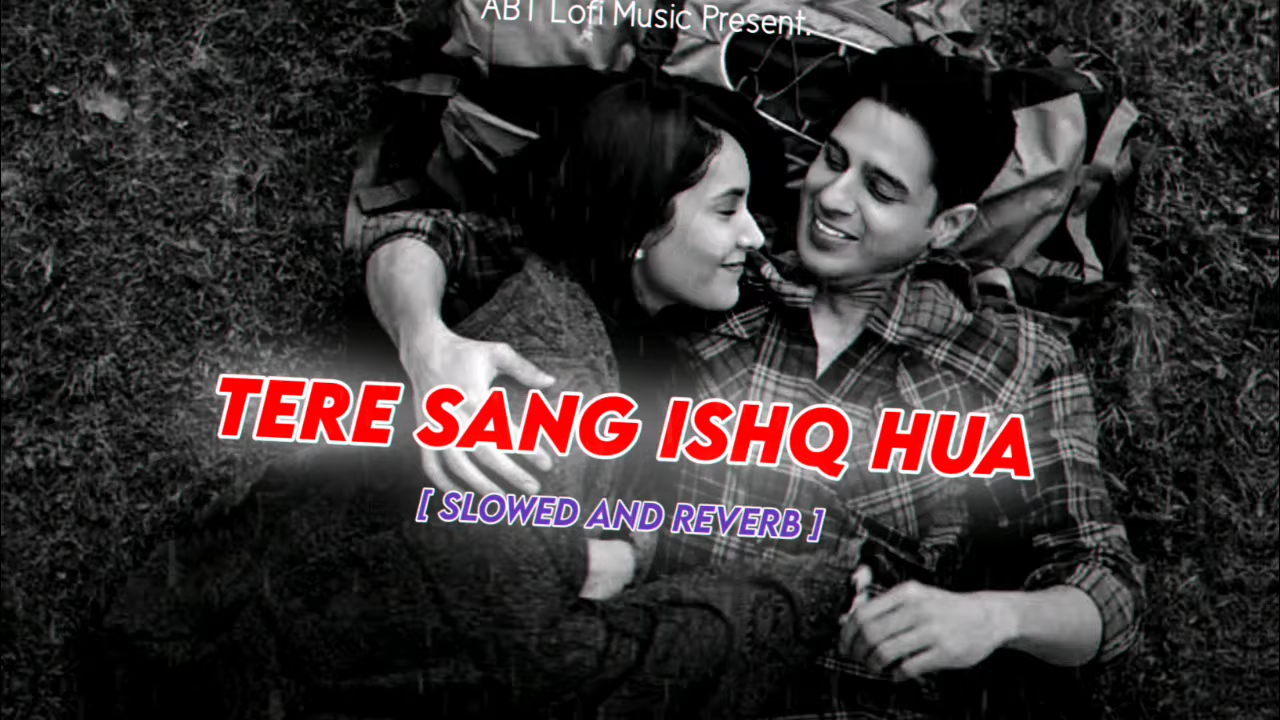 ABT Lofi Music Present.
TERE SANG ISHQ HUA
[ SLOWED AND REVERB ]